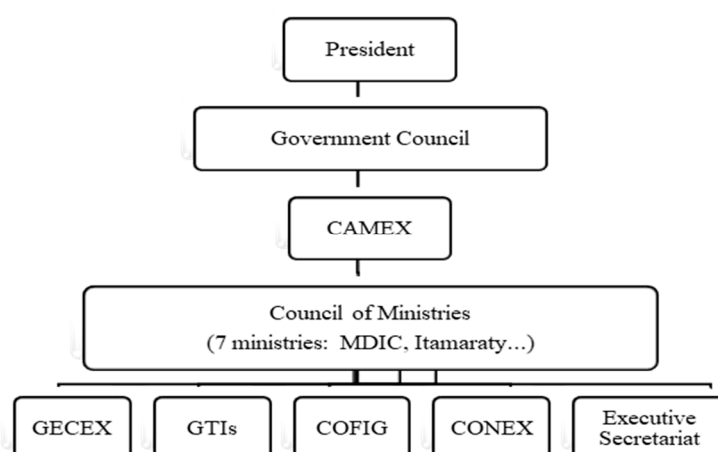 President
Government Council
CAMEX
Council of Ministries
(7 ministries: MDIC, Itamaraty...)
GECEX
GTIs
COFIG
CONEX
Executive
Secretariat